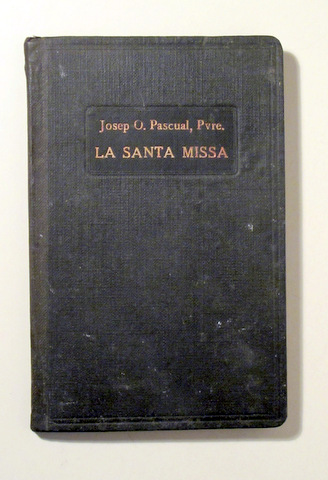 Josep O. Pascual, Pvre.
LA SANTA MISSA